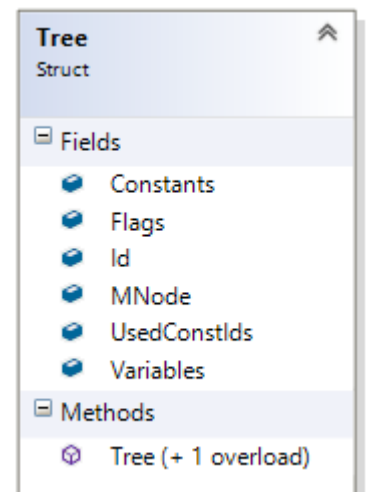 Tree
Struct
Fields
Constants
Flags
Id
MNode
UsedConstIds
Variables
Methods
Tree (+ 1 overload)